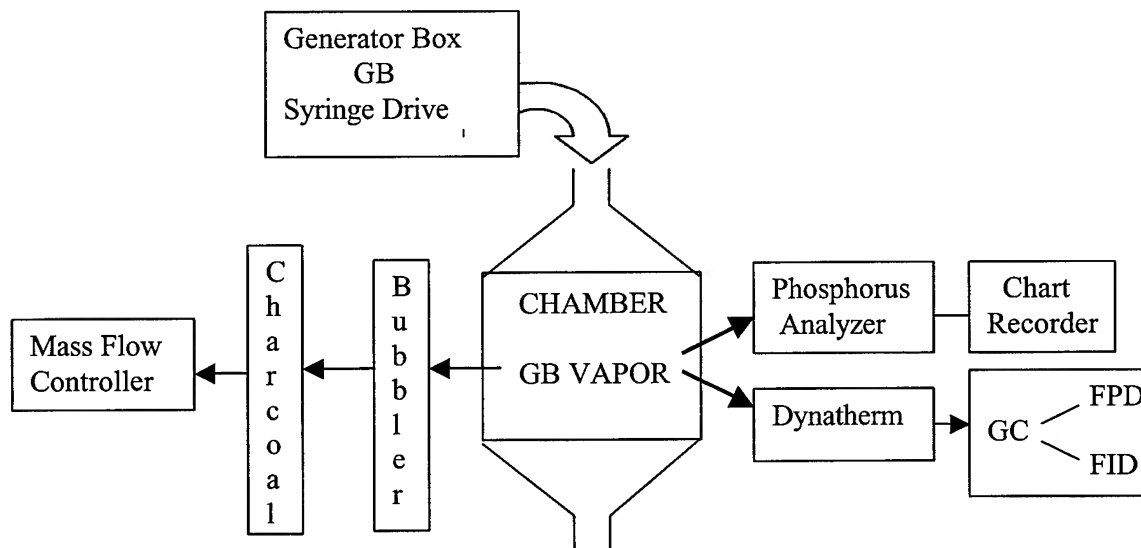 Generator Box
GB
Syringe Drive
CHAMBER
GB VAPOR
Charcoal
Bubbler
Mass Flow
Controller
Phosphorus
Analyzer
Chart
Recorder
Dynatherm
GC
FPD
FID